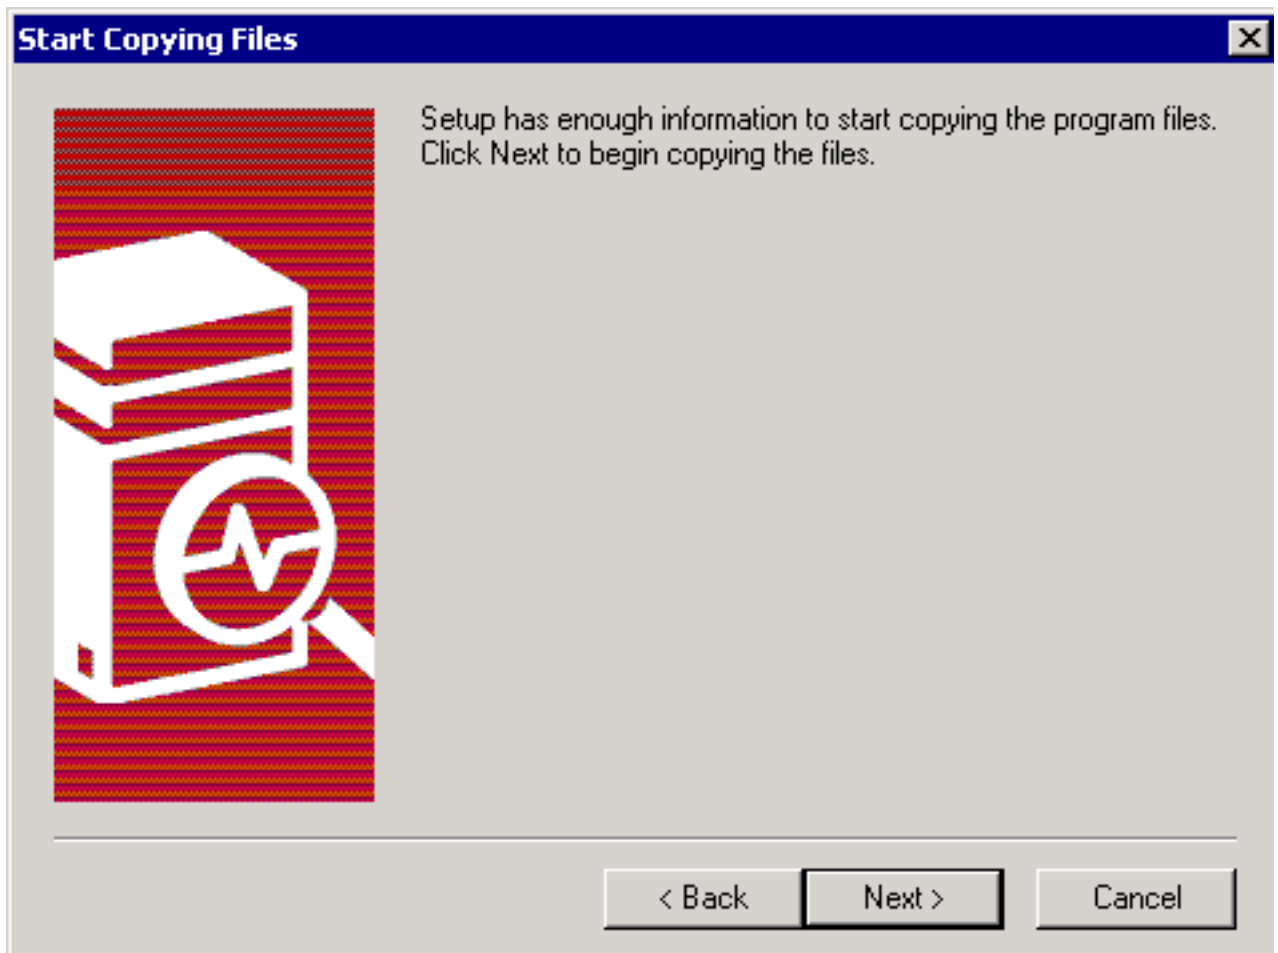 Start Copying Files
Setup has enough information to start copying the program files.
Click Next to begin copying the files.
< Back
Next >
Cancel